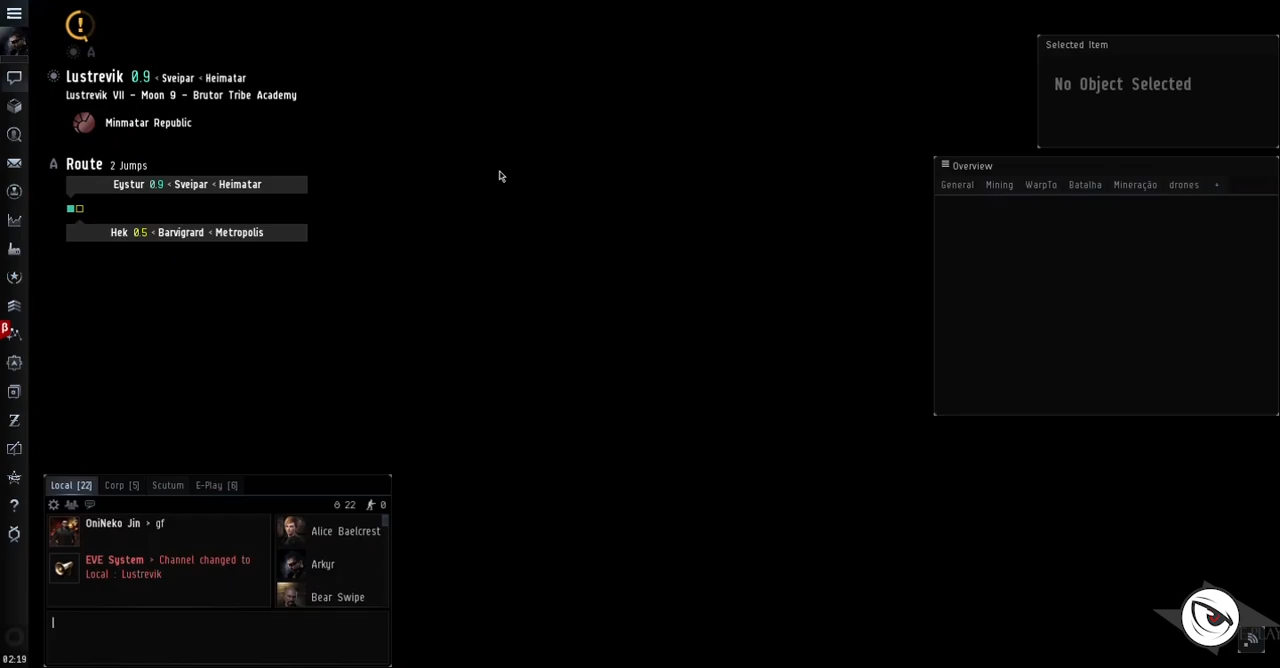 Lustrevik 0.9 < Sveipar < Heimatar
Lustrevik VII - Moon 9 - Brutor Tribe Academy
Minmatar Republic
A Route 2 Jumps
Eystur 0.9 < Sveipar < Heimatar
Hek 0.5 < Barvigrard < Metropolis
Selected Item
No Object Selected
Overview
General Mining WarpTo Batalha Mineração drones +
Local [22] Corp [5] Scutum E-Play [6]
22 0
OniNeko Jin > gf
EVE System > Channel changed to
Local : Lustrevik
Alice Baelcrest
Arkyr
Bear Swipe
β
02:19